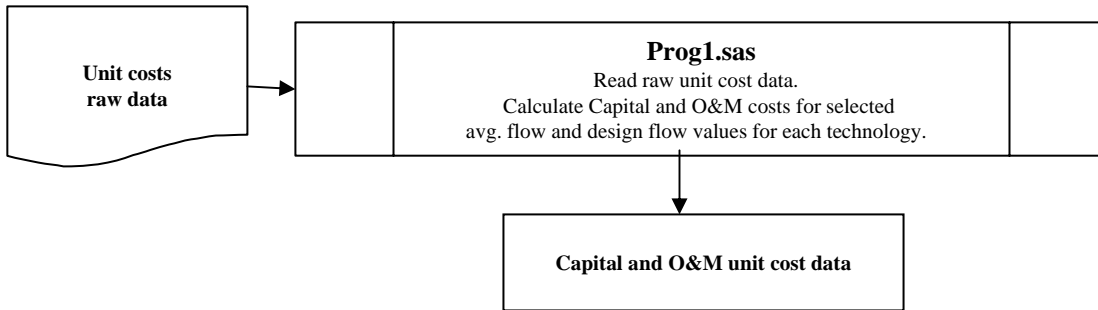 Unit costs
raw data
Prog1.sas
Read raw unit cost data.
Calculate Capital and O&M costs for selected
avg. flow and design flow values for each technology.
Capital and O&M unit cost data